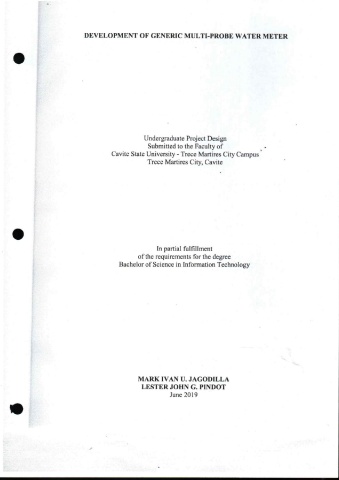 DEVELOPMENT OF GENERIC MULTI-PROBE WATER METER
Undergraduate Project Design
Submitted to the Faculty of
Cavite State University - Trece Martires City Campus
Trece Martires City, Cavite
In partial fulfillment
of the requirements for the degree
Bachelor of Science in Information Technology
MARK IVAN U. JAGODILLA
LESTER JOHN G. PINDOT
June 2019